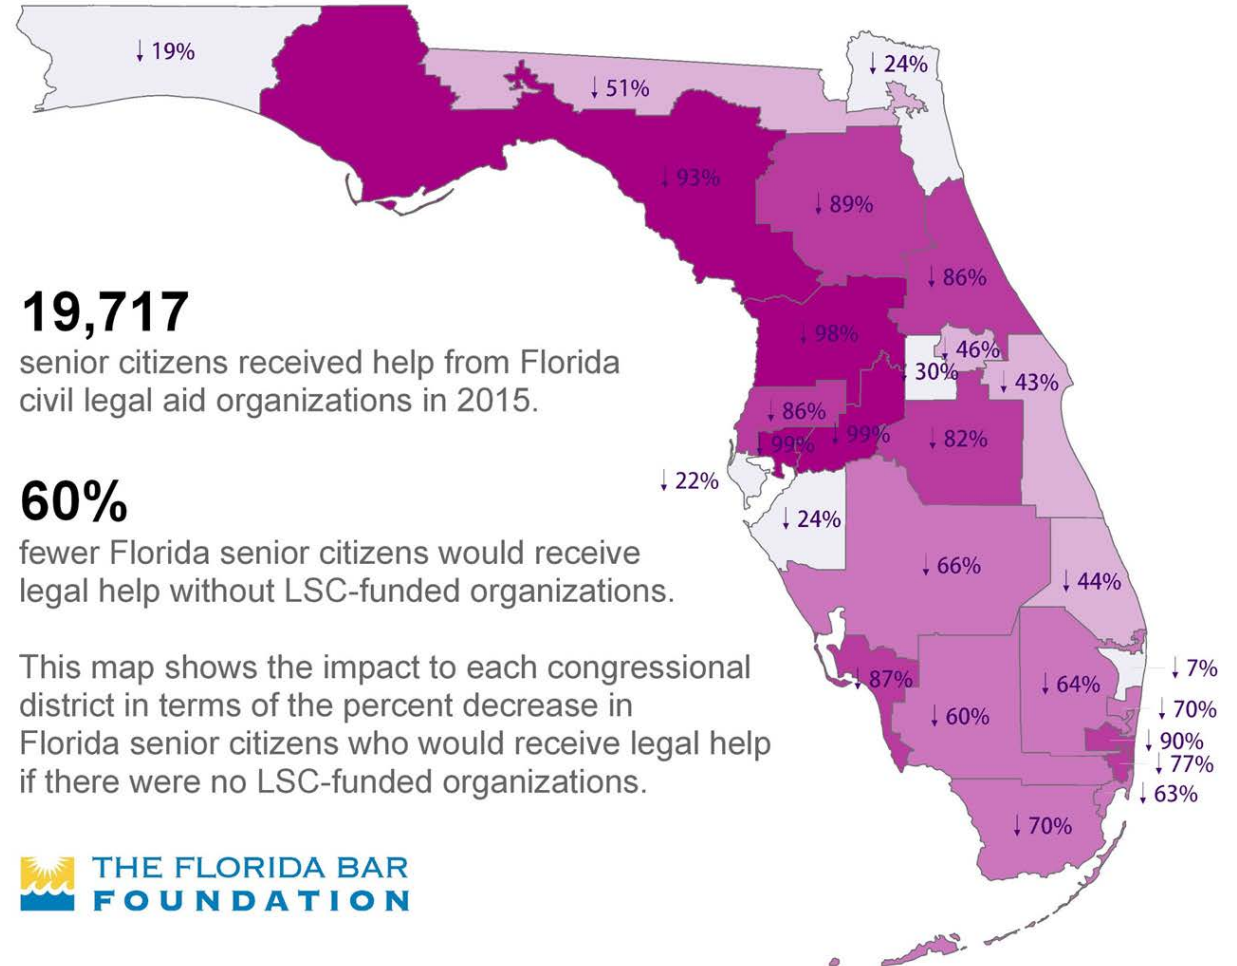 ↓ 19%
↓ 24%
↓ 51%
↓ 93%
↓ 89%
↓ 86%
19,717
senior citizens received help from Florida
civil legal aid organizations in 2015.
↓ 98%
↓ 46%
↓ 30%
↓ 43%
↓ 86%
↓ 99%
↓ 99%
↓ 82%
↓ 22%
↓ 24%
60%
fewer Florida senior citizens would receive
legal help without LSC-funded organizations.
↓ 66%
↓ 44%
This map shows the impact to each congressional
district in terms of the percent decrease in
Florida senior citizens who would receive legal help
if there were no LSC-funded organizations.
↓ 87%
↓ 60%
↓ 64%
↓ 7%
↓ 70%
↓ 90%
↓ 77%
↓ 63%
↓ 70%
THE FLORIDA BAR
FOUNDATION